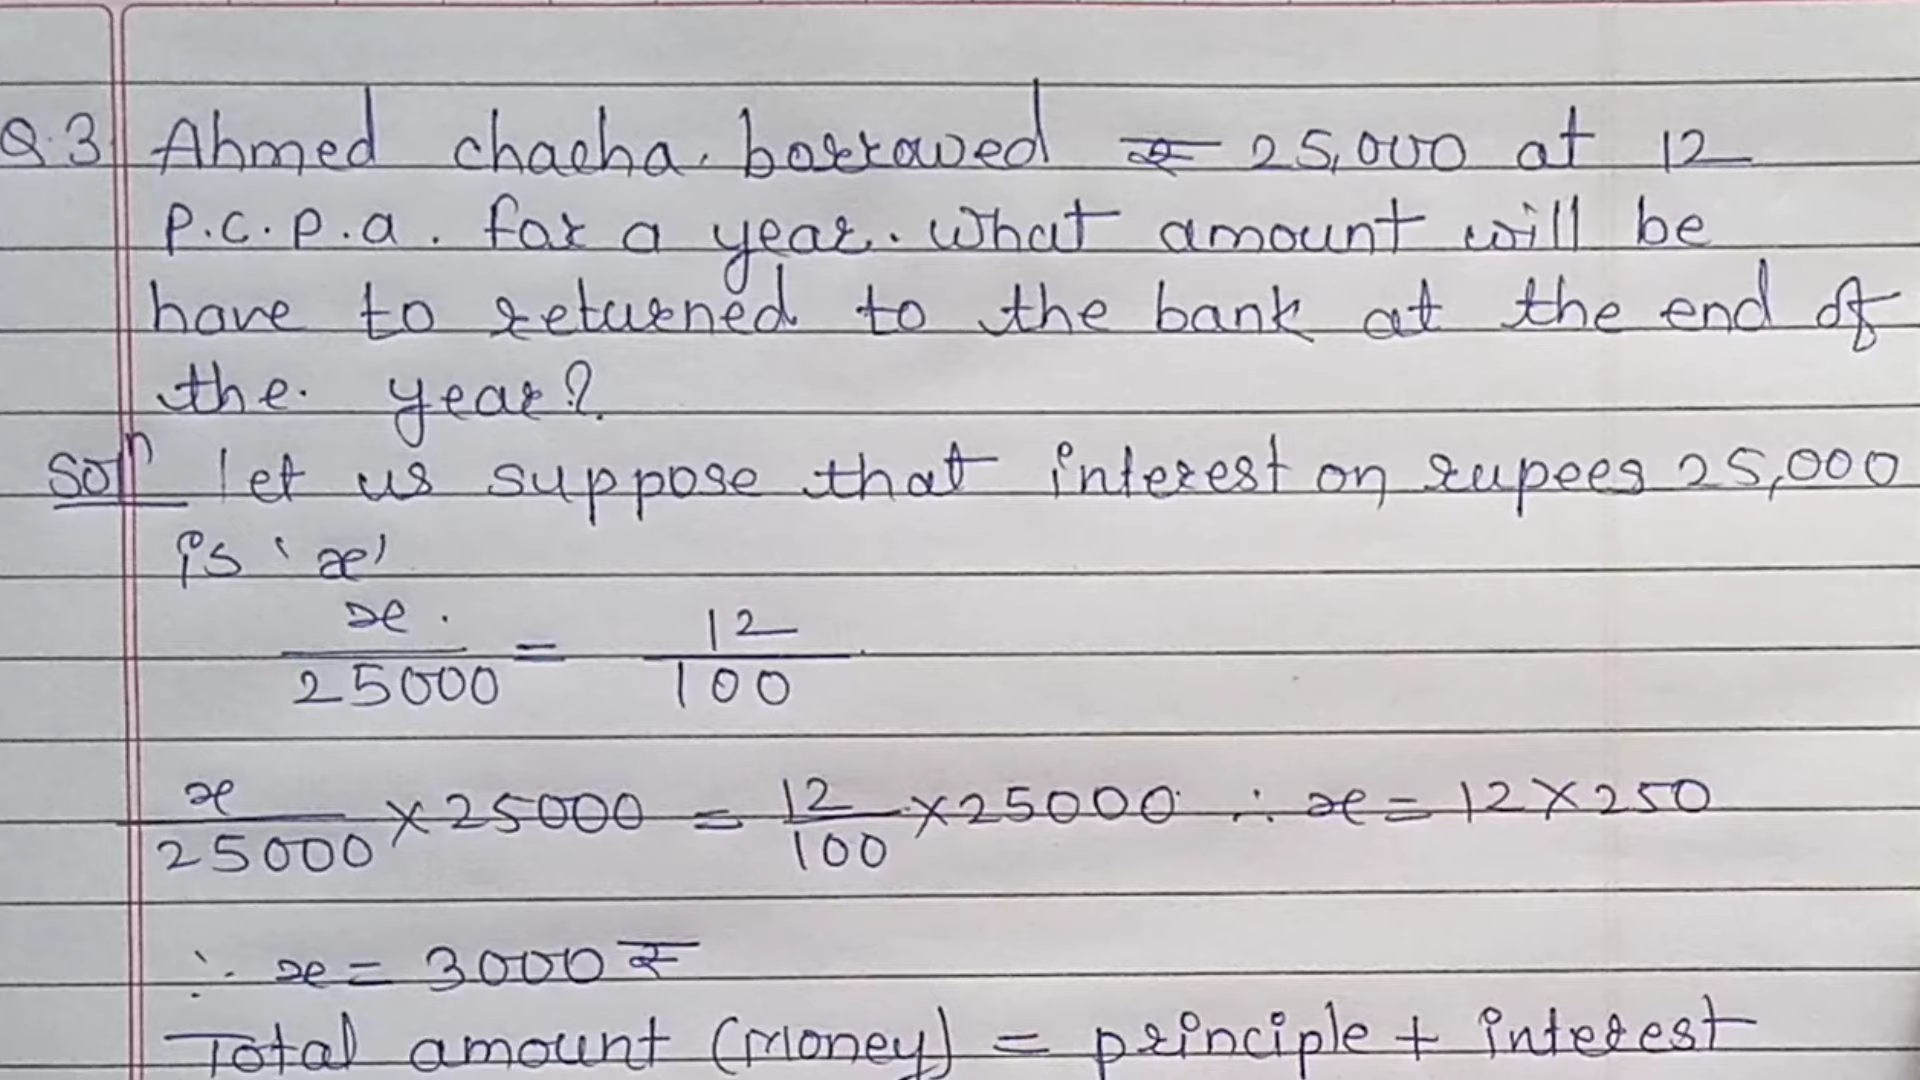 Q.3 Ahmed chacha borrowed ₹ 25,000 at 12
P.C.P.a. for a year. What amount will be
have to returned to the bank at the end of
the year?
Solⁿ let us suppose that interest on rupees 25,000
is 'x'
x/25000 = 12/100
x/25000 × 25000 = 12/100 × 25000 ∴ x = 12 × 250
∴ x = 3000 ₹
Total amount (Money) = principle + interest